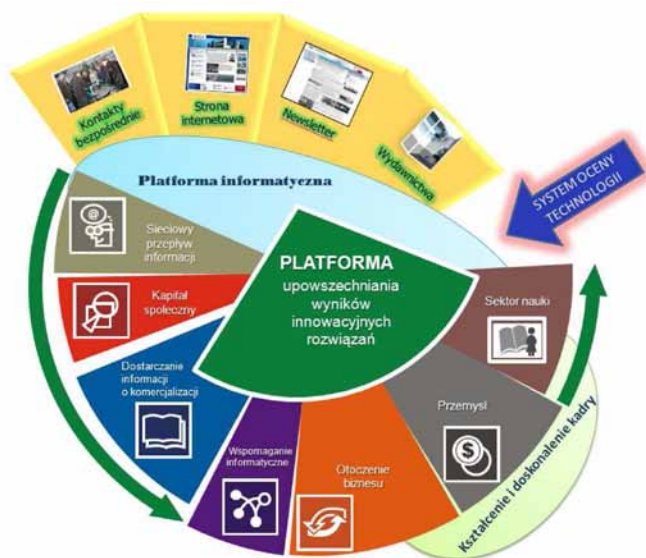 Kontakty
bezpośrednie
Strona
internetowa
Newsletter
Wydawnictwa
Platforma informatyczna
SYSTEM OCENY
TECHNOLOGII
Sieciowy
przepływ
informacji
PLATFORMA
upowszechniania
wyników
innowacyjnych
rozwiązań
Kapitał
społeczny
Sektor nauki
Dostarczanie
informacji
o komercjalizacji
Przemysł
Wspomaganie
informatyczne
Otoczenie
biznesu
Kształcenie i doskonalenie kadry